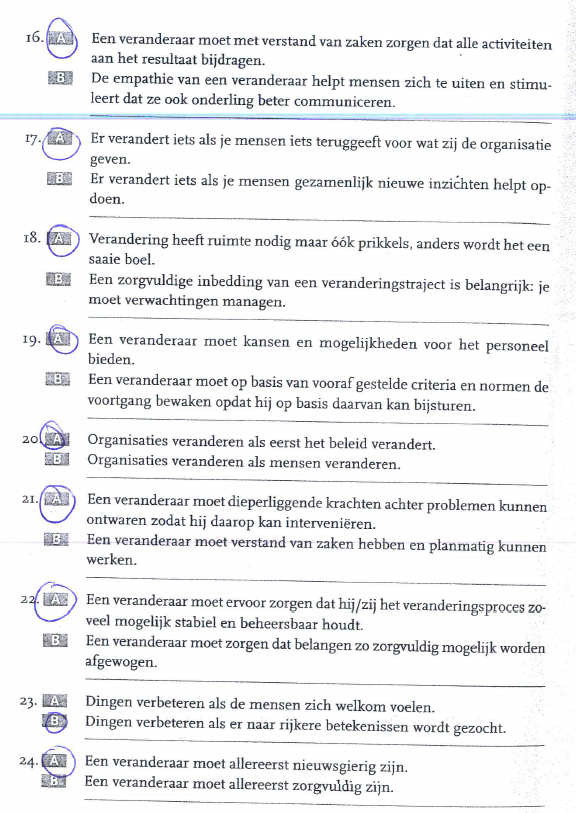 16. A Een veranderaar moet met verstand van zaken zorgen dat alle activiteiten
aan het resultaat bijdragen.
B De empathie van een veranderaar helpt mensen zich te uiten en stimu-
leert dat ze ook onderling beter communiceren.
17. A Er verandert iets als je mensen iets teruggeeft voor wat zij de organisatie
geven.
B Er verandert iets als je mensen gezamenlijk nieuwe inzichten helpt op-
doen.
18. A Verandering heeft ruimte nodig maar óók prikkels, anders wordt het een
saaie boel.
B Een zorgvuldige inbedding van een veranderingstraject is belangrijk: je
moet verwachtingen managen.
19. A Een veranderaar moet kansen en mogelijkheden voor het personeel
bieden.
B Een veranderaar moet op basis van vooraf gestelde criteria en normen de
voortgang bewaken opdat hij op basis daarvan kan bijsturen.
20. A Organisaties veranderen als eerst het beleid verandert.
B Organisaties veranderen als mensen veranderen.
21. A Een veranderaar moet dieperliggende krachten achter problemen kunnen
ontwaren zodat hij daarop kan interveniëren.
B Een veranderaar moet verstand van zaken hebben en planmatig kunnen
werken.
22. A Een veranderaar moet ervoor zorgen dat hij/zij het veranderingsproces zo-
veel mogelijk stabiel en beheersbaar houdt.
B Een veranderaar moet zorgen dat belangen zo zorgvuldig mogelijk worden
afgewogen.
23. A Dingen verbeteren als de mensen zich welkom voelen.
B Dingen verbeteren als er naar rijkere betekenissen wordt gezocht.
24. A Een veranderaar moet allereerst nieuwsgierig zijn.
B Een veranderaar moet allereerst zorgvuldig zijn.